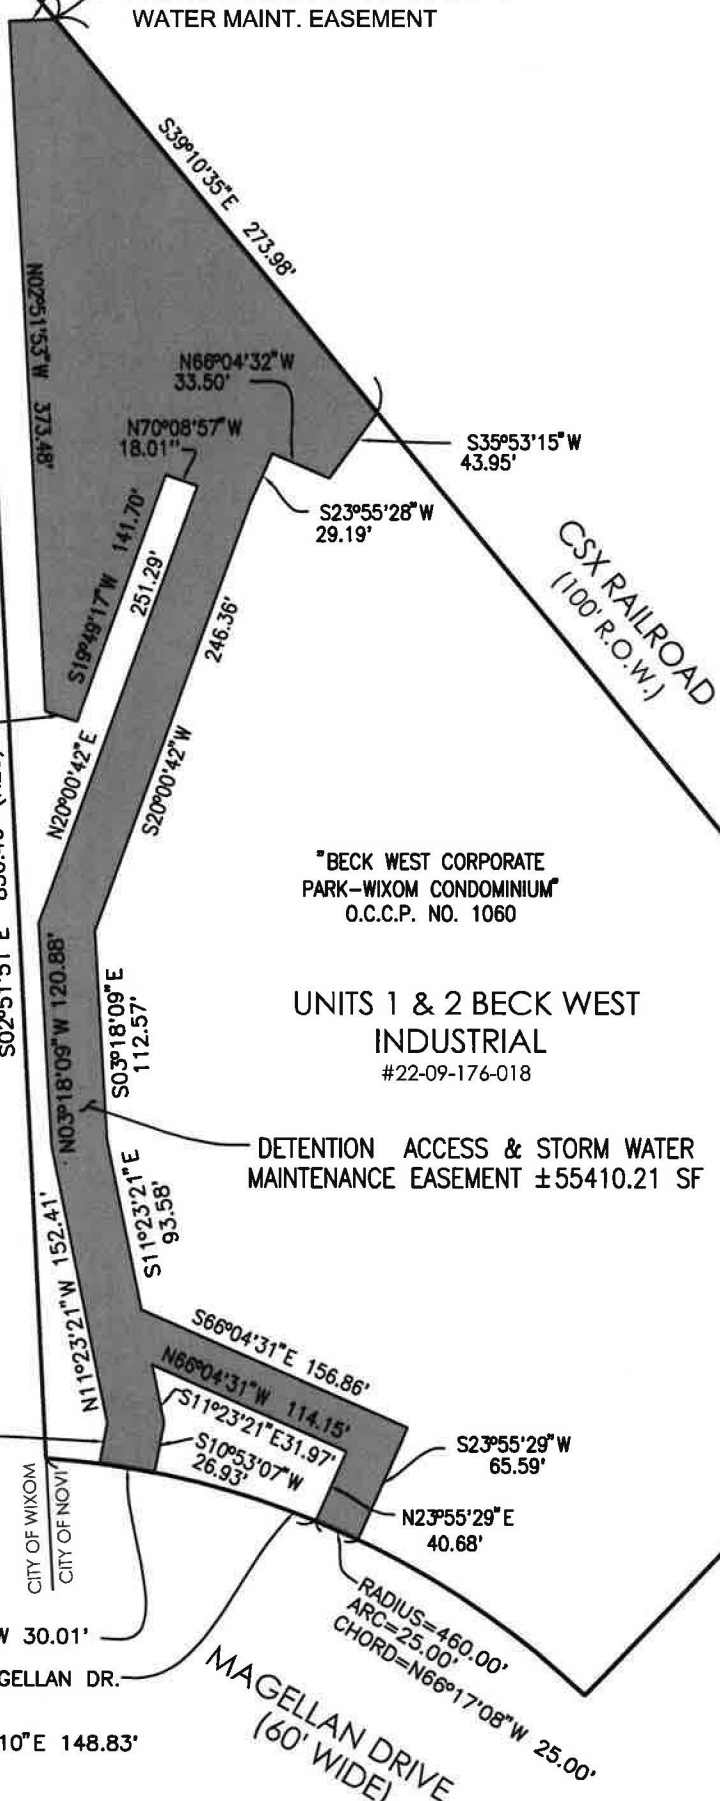 WATER MAINT. EASEMENT
S39°10'35"E 273.98'
N02°51'53"W 373.48'
N66°04'32"W
33.50'
N70°08'57"W
18.01"
S35°53'15"W
43.95'
S23°55'28"W
29.19'
S19°49'17"W 141.70'
251.29'
246.36'
CSX RAILROAD
(100' R.O.W.)
N20°00'42"E
S20°00'42"W
"BECK WEST CORPORATE
PARK-WIXOM CONDOMINIUM"
O.C.C.P. NO. 1060
S02°51'51"E
N03°18'09"W 120.88'
S03°18'09"E
112.57'
UNITS 1 & 2 BECK WEST
INDUSTRIAL
#22-09-176-018
DETENTION ACCESS & STORM WATER
MAINTENANCE EASEMENT ±55410.21 SF
N11°23'21"W 152.41'
S11°23'21"E
93.58'
S66°04'31"E 156.86'
N66°04'31"W 114.15'
S11°23'21"E31.97'
S10°53'07"W
26.93'
S23°55'29"W
65.59'
N23°55'29"E
40.68'
CITY OF WIXOM
CITY OF NOVI
RADIUS=460.00'
ARC=25.00'
CHORD=N66°17'08"W 25.00'
W 30.01'
GELLAN DR.
10"E 148.83'
MAGELLAN DRIVE
(60' WIDE)